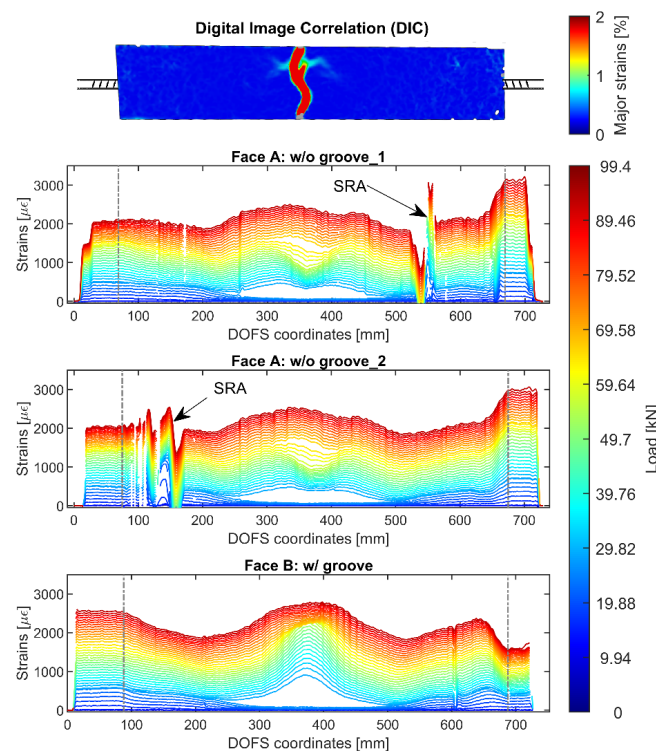 Digital Image Correlation (DIC)
2
1
0
Major strains [%]
Face A: w/o groove_1
SRA
3000
2000
1000
0
Strains [με]
0 100 200 300 400 500 600 700
DOFS coordinates [mm]
Face A: w/o groove_2
SRA
3000
2000
1000
0
Strains [με]
0 100 200 300 400 500 600 700
DOFS coordinates [mm]
Face B: w/ groove
3000
2000
1000
0
Strains [με]
0 100 200 300 400 500 600 700
DOFS coordinates [mm]
99.4
89.46
79.52
69.58
59.64
49.7
39.76
29.82
19.88
9.94
0
Load [kN]